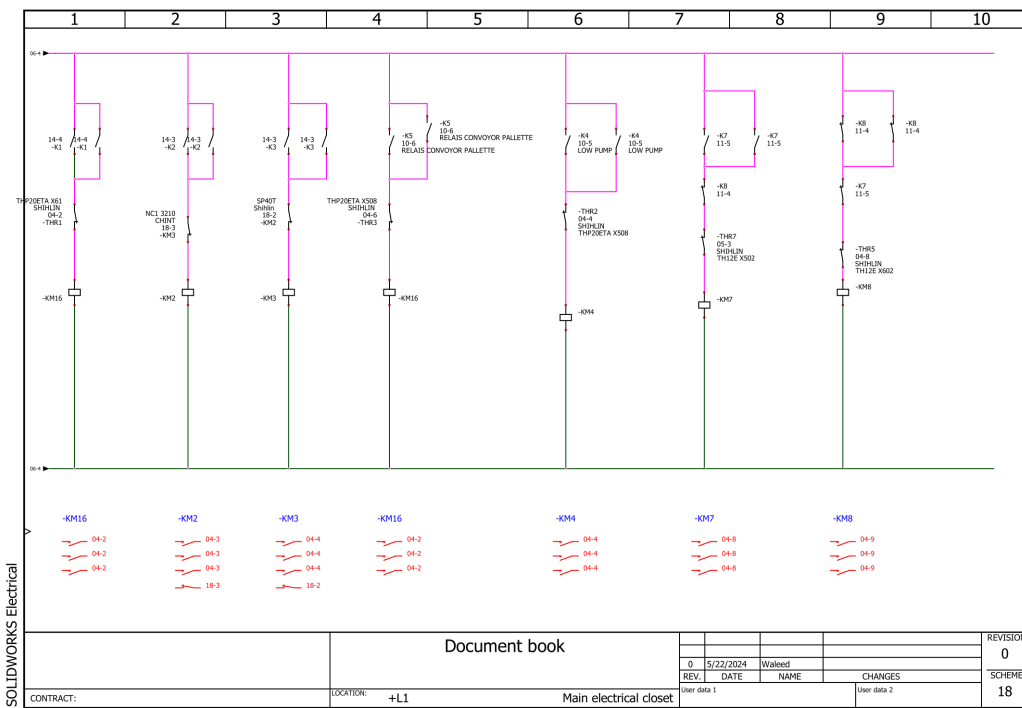 1 2 3 4 5 6 7 8 9 10
06-4
14-4
-K1
14-4
-K1
THP20ETA X61
SHIHLIN
04-2
-THR1
-KM16
14-3
-K2
14-3
-K2
NC1 3210
CHINT
18-3
-KM3
-KM2
14-3
-K3
14-3
-K3
SP40T
Shihlin
18-2
-KM2
-KM3
-K5
10-6
RELAIS CONVOYOR PALLETTE
-K5
10-6
RELAIS CONVOYOR PALLETTE
THP20ETA X508
SHIHLIN
04-6
-THR3
-KM16
-K4
10-5
LOW PUMP
-K4
10-5
LOW PUMP
-THR2
04-4
SHIHLIN
THP20ETA X508
-KM4
-K7
11-5
-K7
11-5
-K8
11-4
-THR7
05-3
SHIHLIN
TH12E X502
-KM7
-K8
11-4
-K8
11-4
-K7
11-5
-THR5
04-8
SHIHLIN
TH12E X602
-KM8
06-4
-KM16 -KM2 -KM3 -KM16 -KM4 -KM7 -KM8
04-2 04-3 04-4 04-2 04-4 04-8 04-9
04-2 04-3 04-4 04-2 04-4 04-8 04-9
04-2 04-3 04-4 04-2 04-4 04-8 04-9
18-3 18-2
SOLIDWORKS Electrical
Document book
REVISION
0
0 5/22/2024 Waleed
REV. DATE NAME CHANGES
SCHEME
18
CONTRACT:
LOCATION: +L1 Main electrical closet
User data 1 User data 2